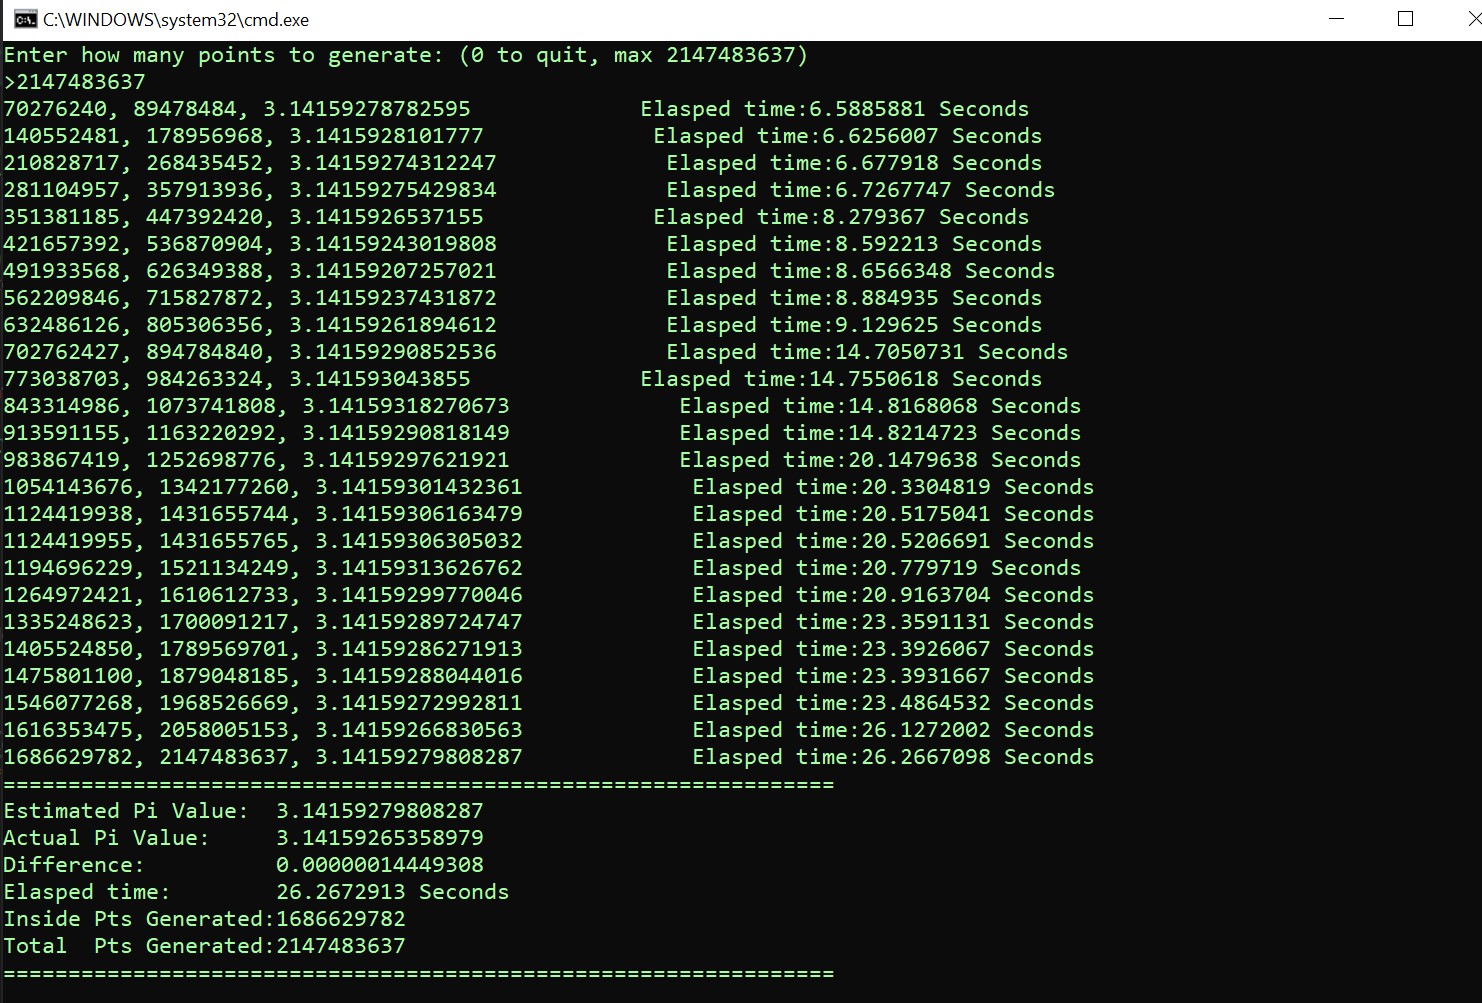 C:\WINDOWS\system32\cmd.exe
Enter how many points to generate: (0 to quit, max 2147483637)
>2147483637
70276240, 89478484, 3.14159278782595 Elasped time:6.5885881 Seconds
140552481, 178956968, 3.1415928101777 Elasped time:6.6256007 Seconds
210828717, 268435452, 3.14159274312247 Elasped time:6.677918 Seconds
281104957, 357913936, 3.14159275429834 Elasped time:6.7267747 Seconds
351381185, 447392420, 3.1415926537155 Elasped time:8.279367 Seconds
421657392, 536870904, 3.14159243019808 Elasped time:8.592213 Seconds
491933568, 626349388, 3.14159207257021 Elasped time:8.6566348 Seconds
562209846, 715827872, 3.14159237431872 Elasped time:8.884935 Seconds
632486126, 805306356, 3.14159261894612 Elasped time:9.129625 Seconds
702762427, 894784840, 3.14159290852536 Elasped time:14.7050731 Seconds
773038703, 984263324, 3.141593043855 Elasped time:14.7550618 Seconds
843314986, 1073741808, 3.14159318270673 Elasped time:14.8168068 Seconds
913591155, 1163220292, 3.14159290818149 Elasped time:14.8214723 Seconds
983867419, 1252698776, 3.14159297621921 Elasped time:20.1479638 Seconds
1054143676, 1342177260, 3.14159301432361 Elasped time:20.3304819 Seconds
1124419938, 1431655744, 3.14159306163479 Elasped time:20.5175041 Seconds
1124419955, 1431655765, 3.14159306305032 Elasped time:20.5206691 Seconds
1194696229, 1521134249, 3.14159313626762 Elasped time:20.779719 Seconds
1264972421, 1610612733, 3.14159299770046 Elasped time:20.9163704 Seconds
1335248623, 1700091217, 3.14159289724747 Elasped time:23.3591131 Seconds
1405524850, 1789569701, 3.14159286271913 Elasped time:23.3926067 Seconds
1475801100, 1879048185, 3.14159288044016 Elasped time:23.3931667 Seconds
1546077268, 1968526669, 3.14159272992811 Elasped time:23.4864532 Seconds
1616353475, 2058005153, 3.14159266830563 Elasped time:26.1272002 Seconds
1686629782, 2147483637, 3.14159279808287 Elasped time:26.2667098 Seconds
================================================================
Estimated Pi Value: 3.14159279808287
Actual Pi Value: 3.14159265358979
Difference: 0.00000014449308
Elasped time: 26.2672913 Seconds
Inside Pts Generated:1686629782
Total Pts Generated:2147483637
================================================================